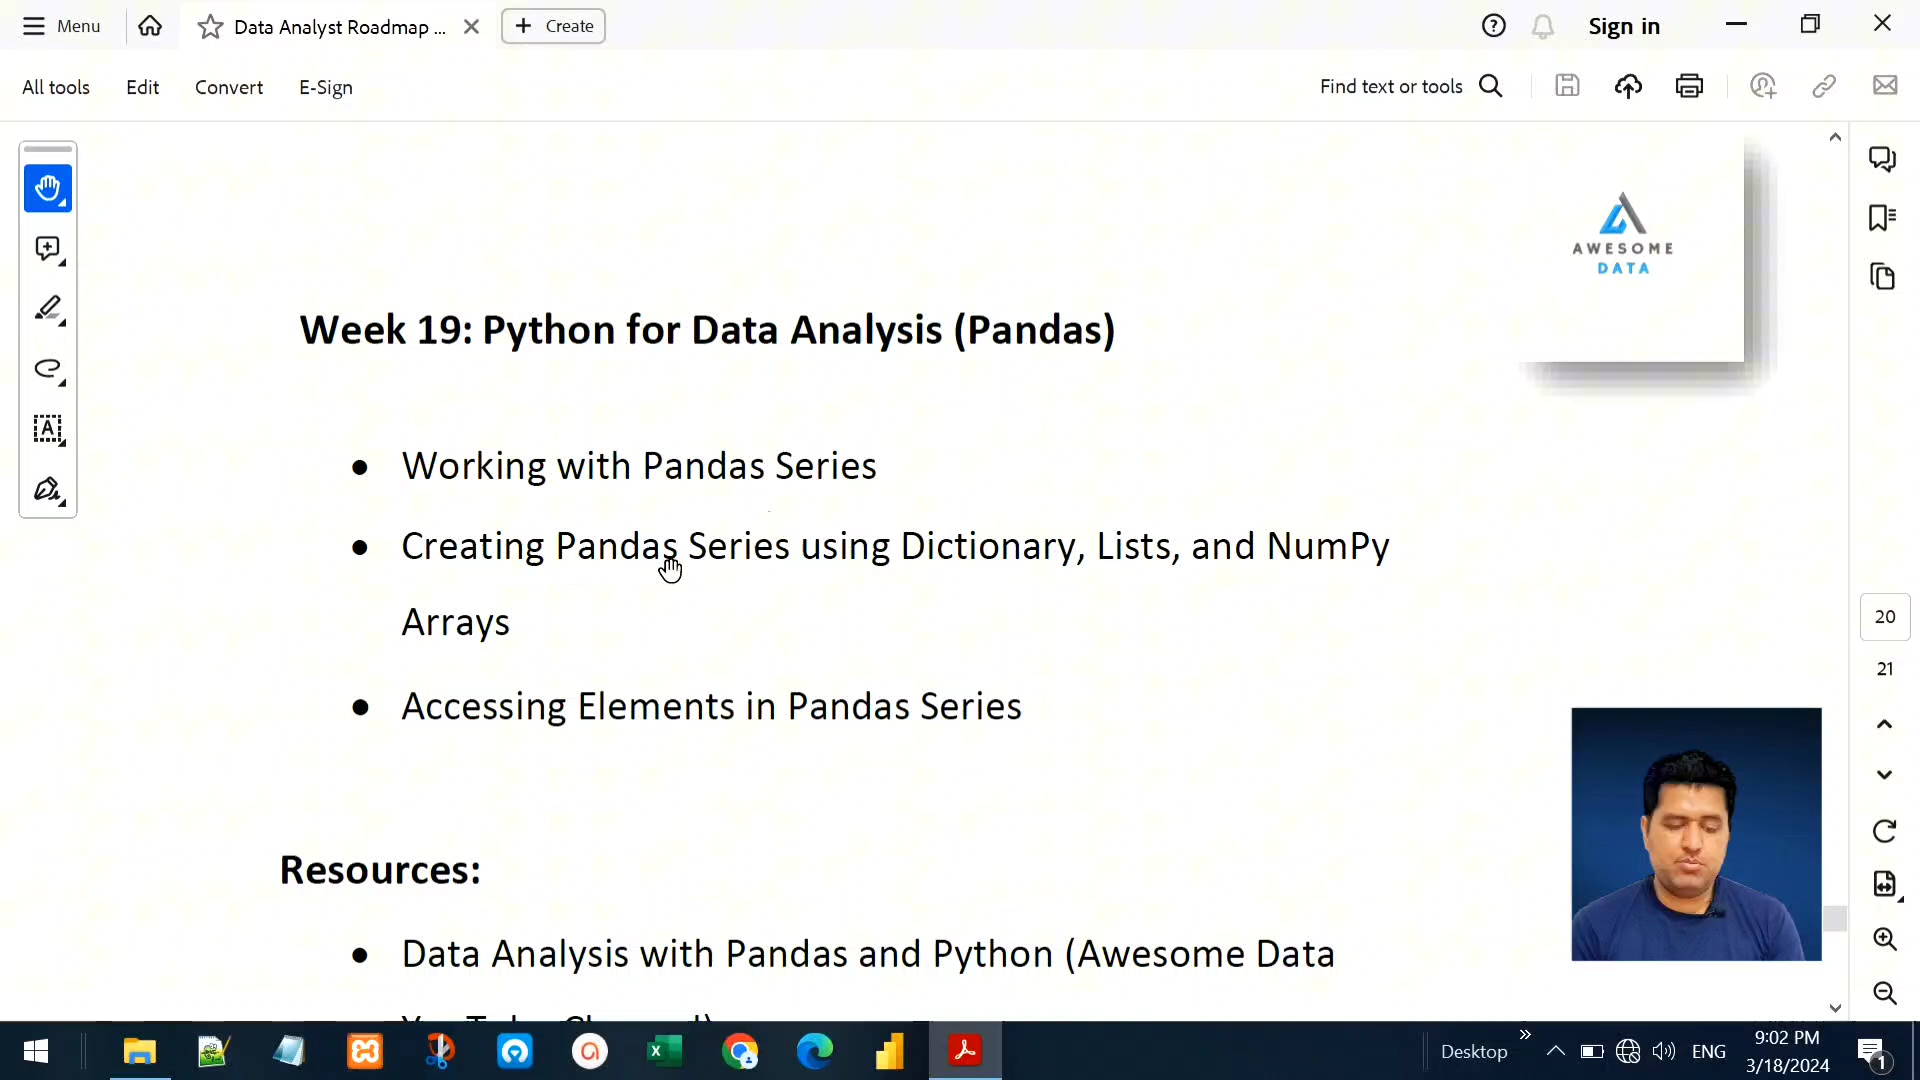 Menu
Data Analyst Roadmap ...
Create
Sign in
All tools
Edit
Convert
E-Sign
Find text or tools
AWESOME
DATA
Week 19: Python for Data Analysis (Pandas)
Working with Pandas Series
Creating Pandas Series using Dictionary, Lists, and NumPy
Arrays
Accessing Elements in Pandas Series
20
21
Resources:
Data Analysis with Pandas and Python (Awesome Data
Desktop
ENG
9:02 PM
3/18/2024
1